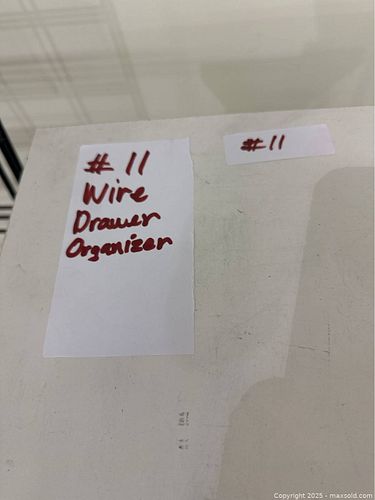 # 11
Wire
Drawer
Organizer
# 11
Copyright 2025 - maxsold.com